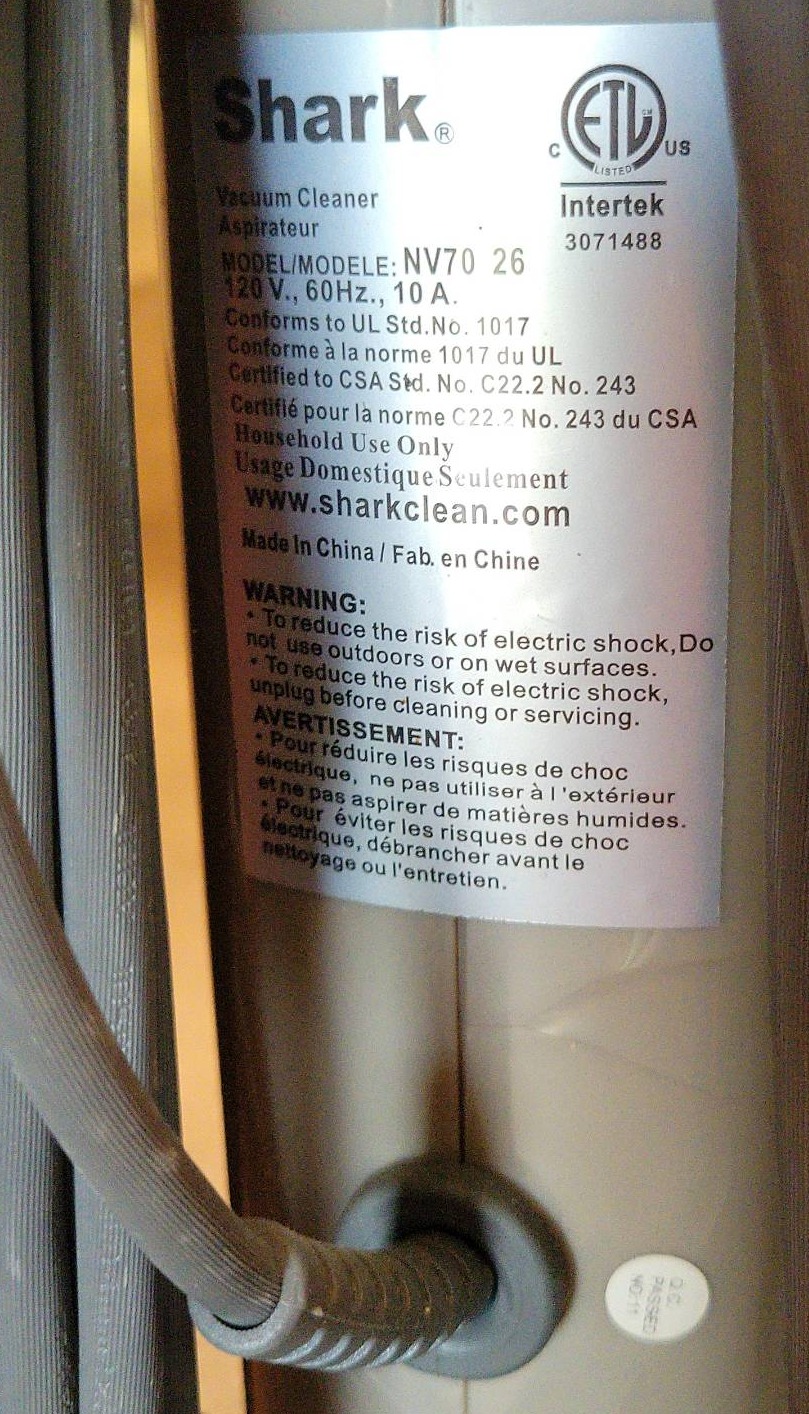 Shark®
C ETL CM US
LISTED
Intertek
3071488
Vacuum Cleaner
Aspirateur
MODEL/MODELE: NV70 26
120 V., 60Hz., 10 A.
Conforms to UL Std.No. 1017
Conforme à la norme 1017 du UL
Certified to CSA Std. No. C22.2 No. 243
Certifié pour la norme C22.2 No. 243 du CSA
Household Use Only
Usage Domestique Seulement
www.sharkclean.com
Made In China / Fab. en Chine
WARNING:
• To reduce the risk of electric shock,Do
not use outdoors or on wet surfaces.
• To reduce the risk of electric shock,
unplug before cleaning or servicing.
AVERTISSEMENT:
• Pour réduire les risques de choc
électrique, ne pas utiliser à l'extérieur
et ne pas aspirer de matières humides.
• Pour éviter les risques de choc
électrique, débrancher avant le
nettoyage ou l'entretien.
Q.C.
PASSED